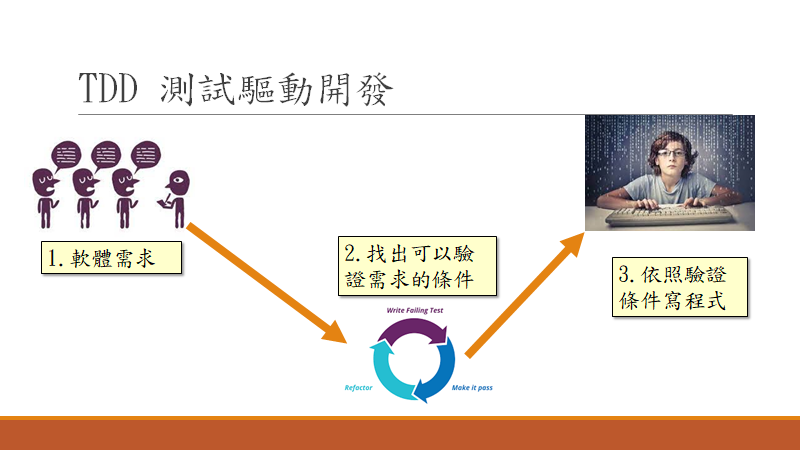 TDD 測試驅動開發
1.軟體需求
2.找出可以驗
證需求的條件
3.依照驗證
條件寫程式
Write Failing Test
Refactor
Make it pass